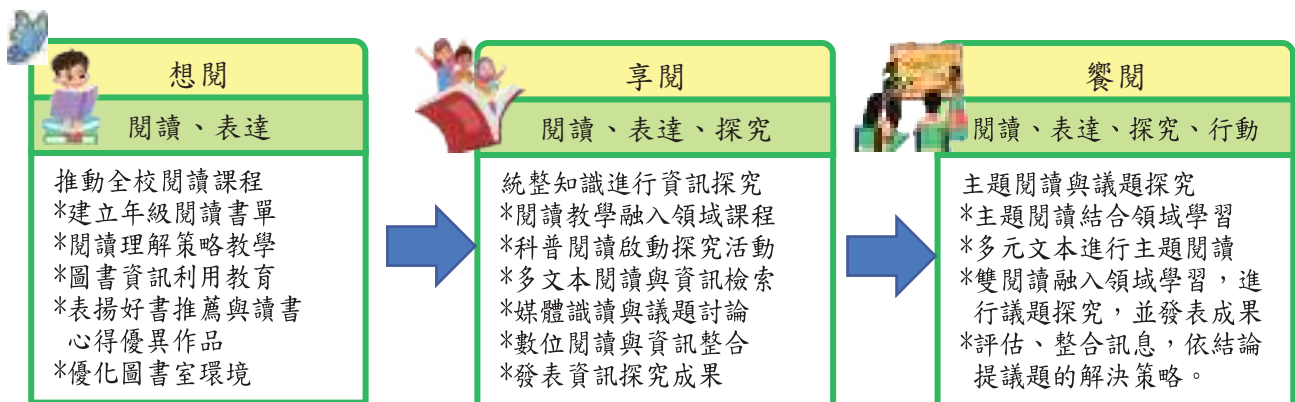 想閱
閱讀、表達
推動全校閱讀課程
*建立年級閱讀書單
*閱讀理解策略教學
*圖書資訊利用教育
*表揚好書推薦與讀書
心得優異作品
*優化圖書室環境
享閱
閱讀、表達、探究
統整知識進行資訊探究
*閱讀教學融入領域課程
*科普閱讀啟動探究活動
*多文本閱讀與資訊檢索
*媒體識讀與議題討論
*數位閱讀與資訊整合
*發表資訊探究成果
饗閱
閱讀、表達、探究、行動
主題閱讀與議題探究
*主題閱讀結合領域學習
*多元文本進行主題閱讀
*雙閱讀融入領域學習，進
行議題探究，並發表成果
*評估、整合訊息，依結論
提議題的解決策略。